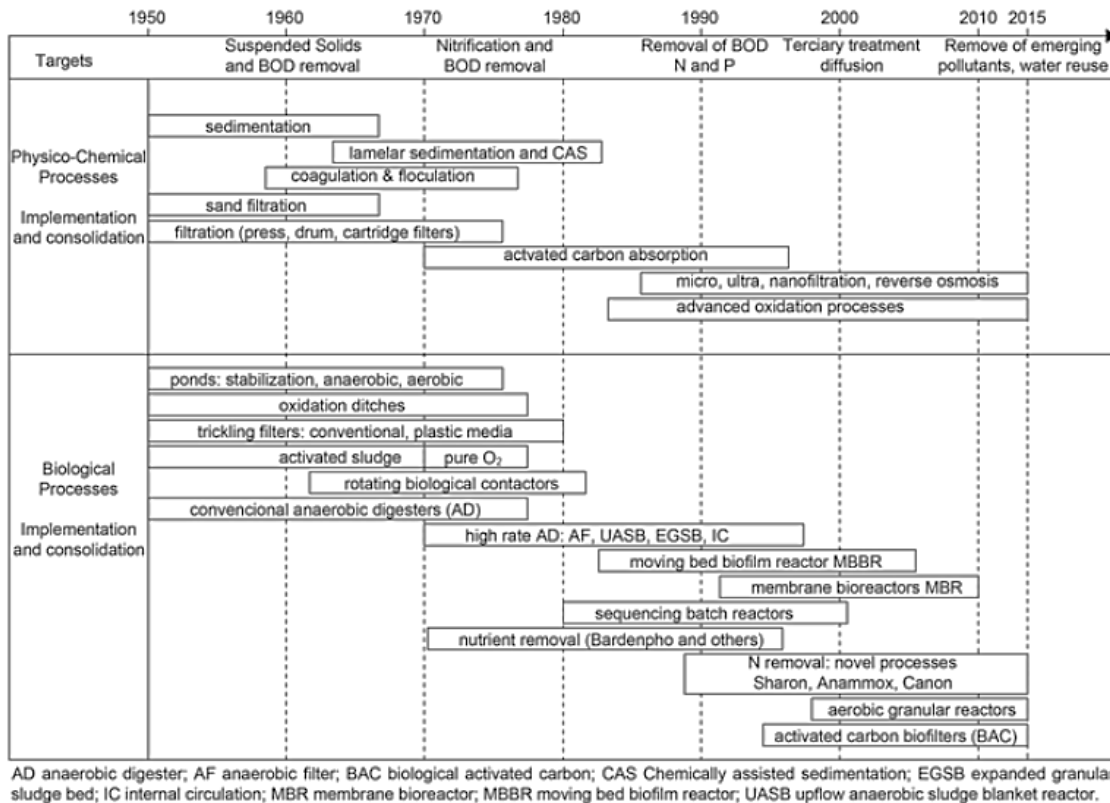 1950 1960 1970 1980 1990 2000 2010 2015
Targets
Suspended Solids
and BOD removal
Nitrification and
BOD removal
Removal of BOD
N and P
Terciary treatment
diffusion
Remove of emerging
pollutants, water reuse
Physico-Chemical
Processes
Implementation
and consolidation
sedimentation
lamelar sedimentation and CAS
coagulation & floculation
sand filtration
filtration (press, drum, cartridge filters)
actvated carbon absorption
micro, ultra, nanofiltration, reverse osmosis
advanced oxidation processes
Biological
Processes
Implementation
and consolidation
ponds: stabilization, anaerobic, aerobic
oxidation ditches
trickling filters: conventional, plastic media
activated sludge pure O₂
rotating biological contactors
convencional anaerobic digesters (AD)
high rate AD: AF, UASB, EGSB, IC
moving bed biofilm reactor MBBR
membrane bioreactors MBR
sequencing batch reactors
nutrient removal (Bardenpho and others)
N removal: novel processes
Sharon, Anammox, Canon
aerobic granular reactors
activated carbon biofilters (BAC)
AD anaerobic digester; AF anaerobic filter; BAC biological activated carbon; CAS Chemically assisted sedimentation; EGSB expanded granular
sludge bed; IC internal circulation; MBR membrane bioreactor; MBBR moving bed biofilm reactor; UASB upflow anaerobic sludge blanket reactor.